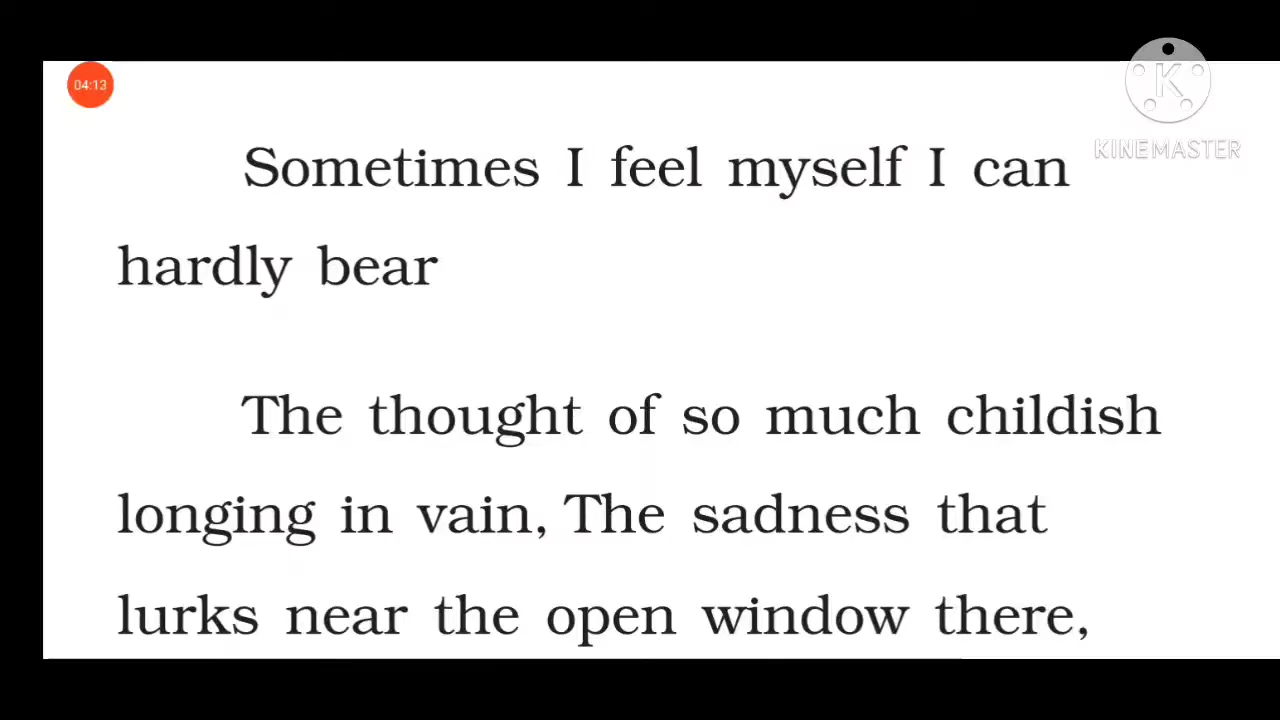 04:13
KINEMASTER
Sometimes I feel myself I can
hardly bear
The thought of so much childish
longing in vain, The sadness that
lurks near the open window there,